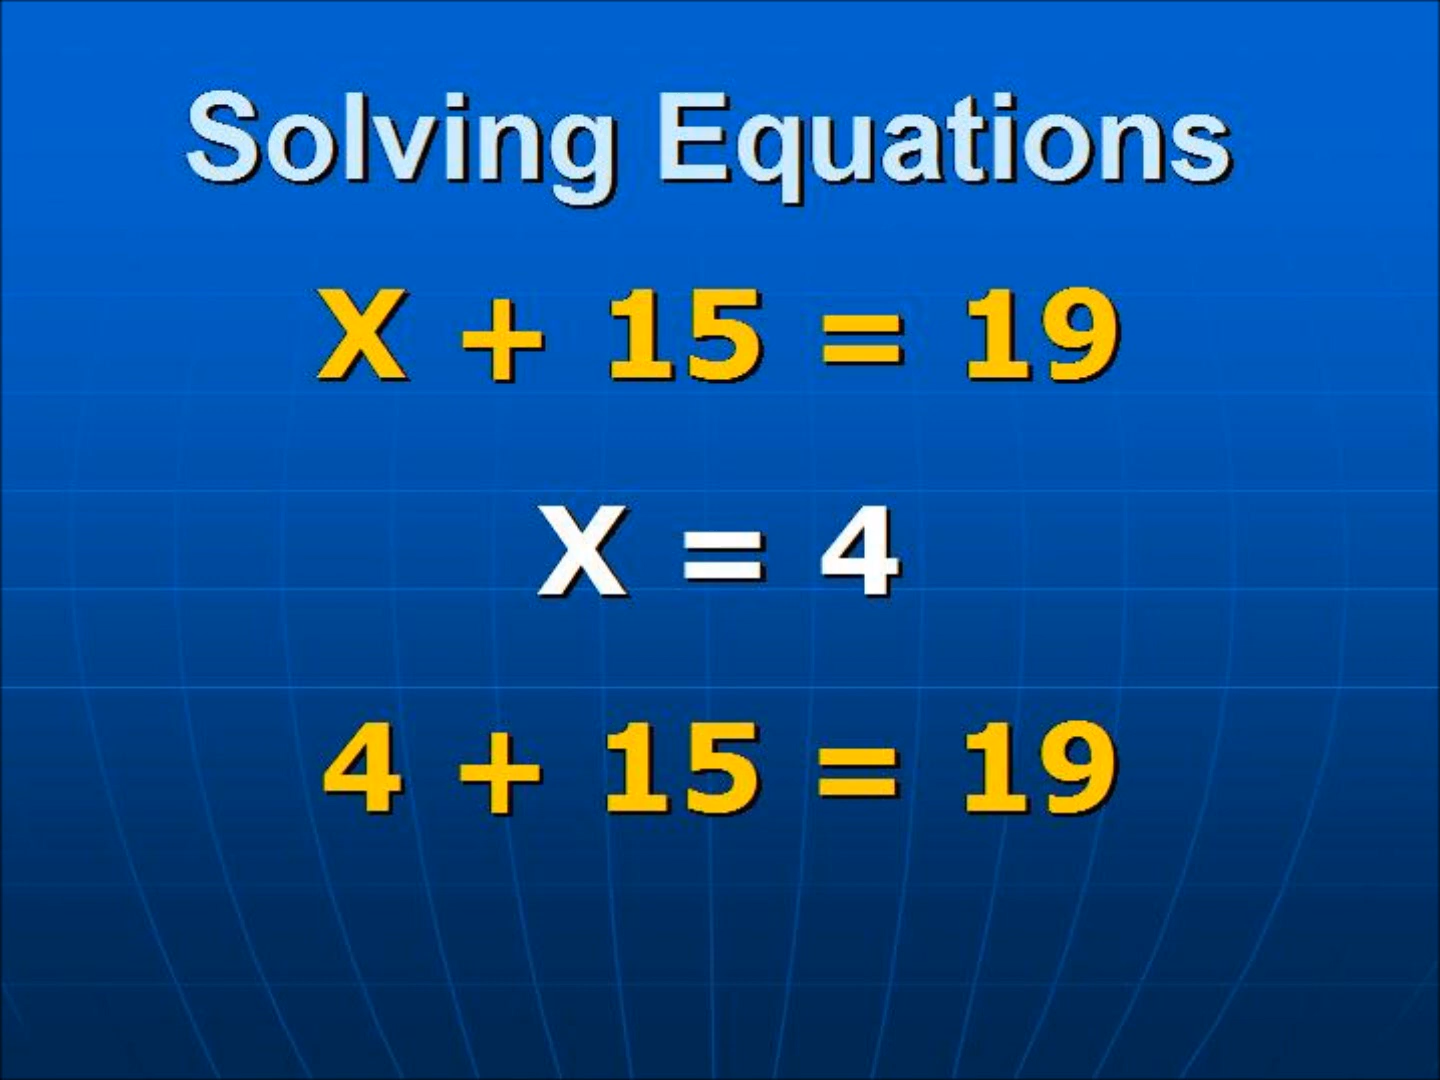 Solving Equations
X + 15 = 19
X = 4
4 + 15 = 19